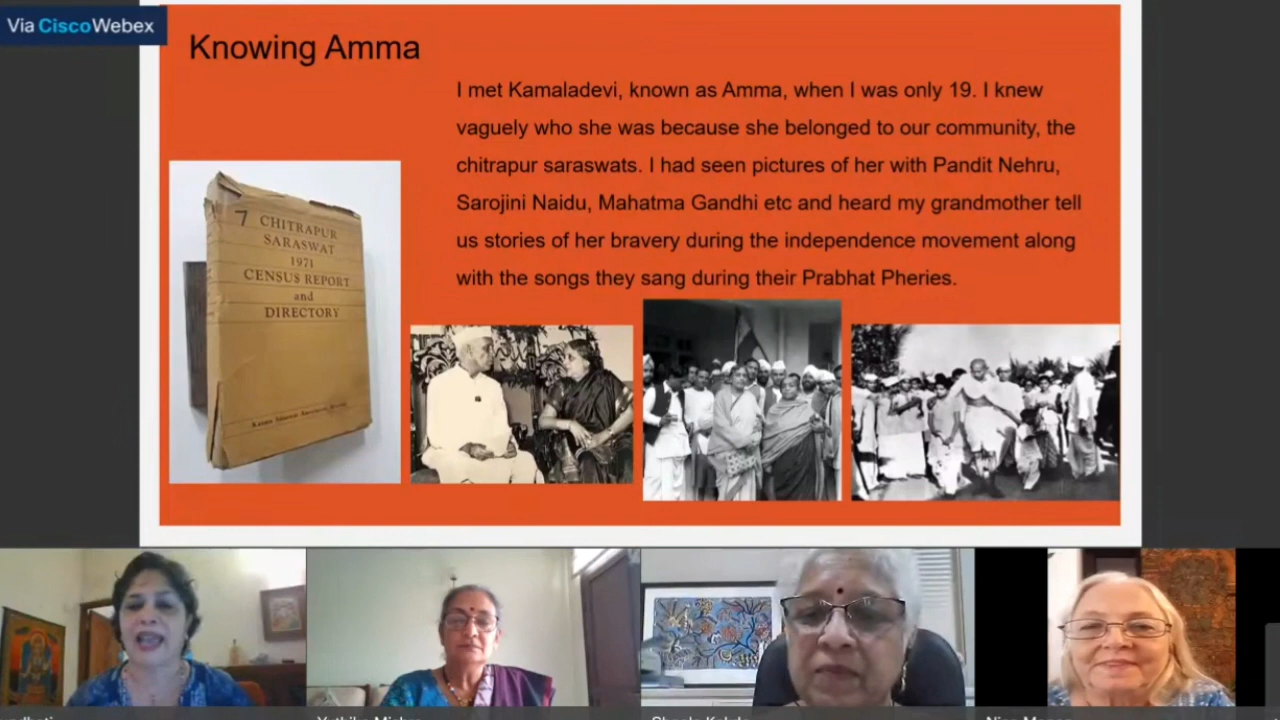 Via CiscoWebex
Knowing Amma
I met Kamaladevi, known as Amma, when I was only 19. I knew
vaguely who she was because she belonged to our community, the
chitrapur saraswats. I had seen pictures of her with Pandit Nehru,
Sarojini Naidu, Mahatma Gandhi etc and heard my grandmother tell
us stories of her bravery during the independence movement along
with the songs they sang during their Prabhat Pheries.
7 CHITRAPUR
SARASWAT
1971
CENSUS REPORT
and
DIRECTORY